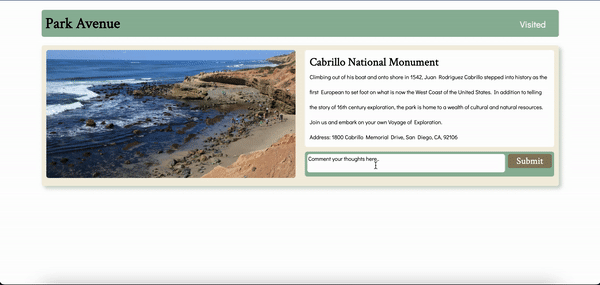 Park Avenue
Visited
Cabrillo National Monument
Climbing out of his boat and onto shore in 1542, Juan Rodriguez Cabrillo stepped into history as the
first European to set foot on what is now the West Coast of the United States. In addition to telling
the story of 16th century exploration, the park is home to a wealth of cultural and natural resources.
Join us and embark on your own Voyage of Exploration.
Address: 1800 Cabrillo Memorial Drive, San Diego, CA, 92106
Comment your thoughts here..
Submit